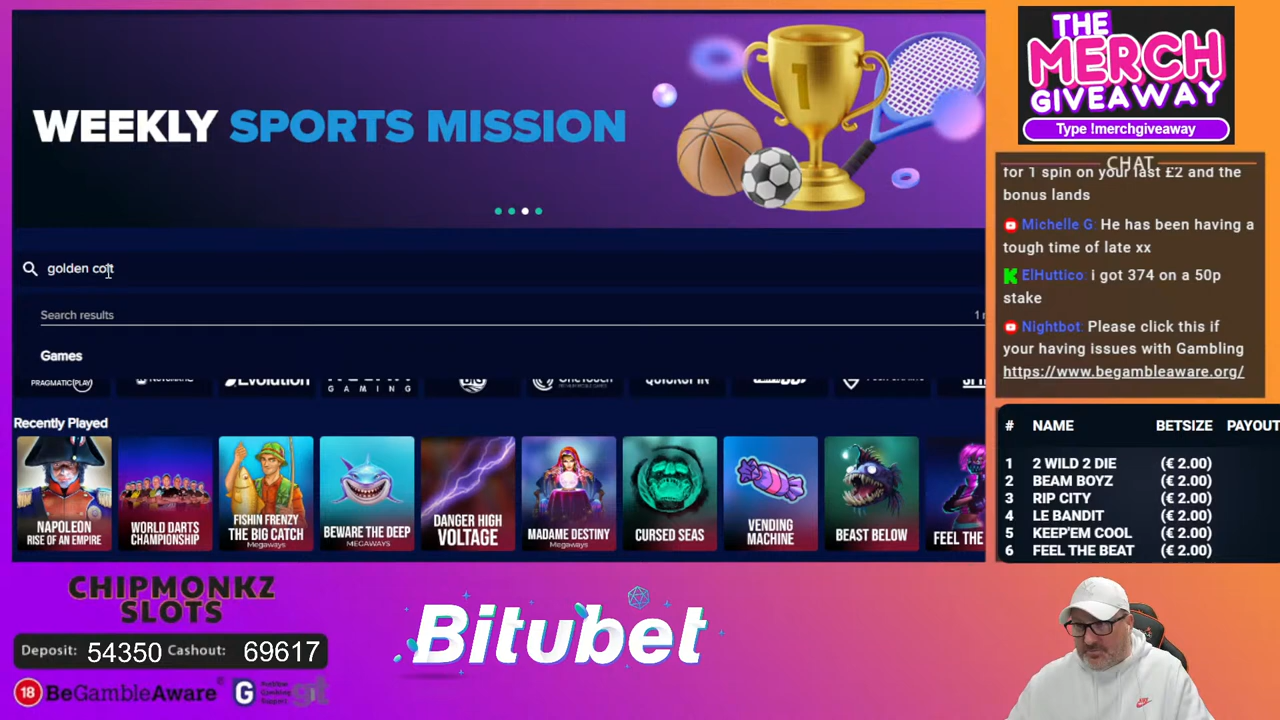 WEEKLY SPORTS MISSION
1
golden colt
Search results
Games
PRAGMATIC PLAY
Evolution
GAMING
ONETOUCH
QUICKSPIN
Recently Played
NAPOLEON
RISE OF AN EMPIRE
WORLD DARTS
CHAMPIONSHIP
FISHIN FRENZY
THE BIG CATCH
Megaways
BEWARE THE DEEP
MEGAWAYS
DANGER HIGH
VOLTAGE
MADAME DESTINY
Megaways
CURSED SEAS
VENDING
MACHINE
BEAST BELOW
FEEL THE
CHIPMONKZ
SLOTS
Deposit: 54350 Cashout: 69617
18 BeGambleAware
G
Bitubet
THE
MERCH
GIVEAWAY
Type !merchgiveaway
CHAT
for 1 spin on your last £2 and the
bonus lands
Michelle G: He has been having a
tough time of late xx
ElHuttico: i got 374 on a 50p
stake
Nightbot: Please click this if
your having issues with Gambling
https://www.begambleaware.org/
# NAME BETSIZE PAYOUT
1 2 WILD 2 DIE (€ 2.00)
2 BEAM BOYZ (€ 2.00)
3 RIP CITY (€ 2.00)
4 LE BANDIT (€ 2.00)
5 KEEP'EM COOL (€ 2.00)
6 FEEL THE BEAT (€ 2.00)